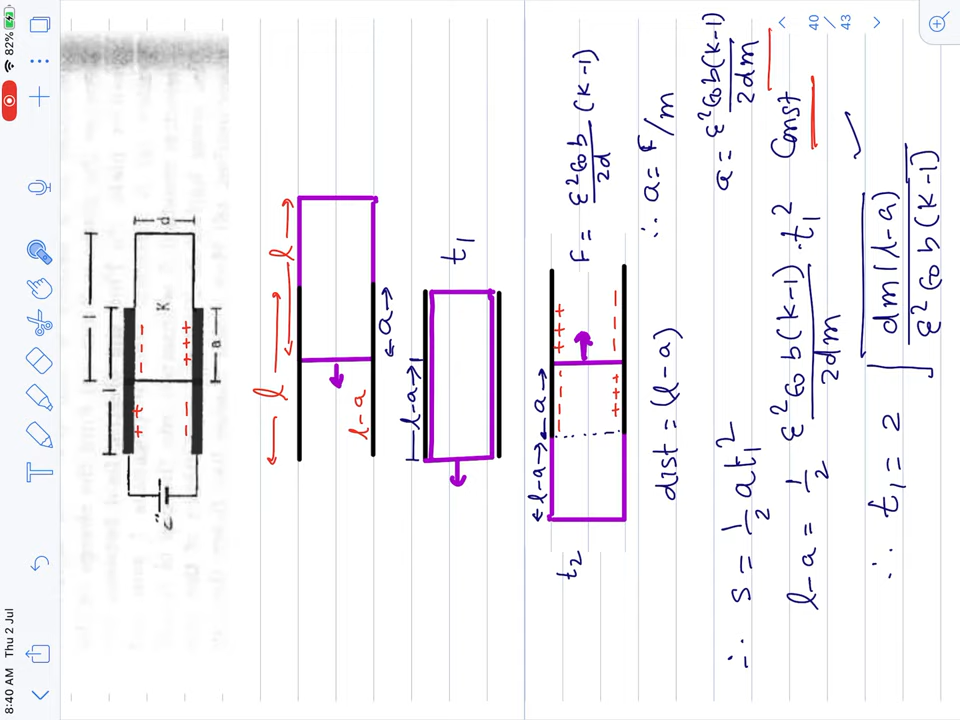 8:40 AM Thu 2 Jul
82%
40 / 43
l
l
d
K
a
ε
+ +
- - -
- -
+ + +
l
l
l-a
←a→
l-a
t₁
←l-a→
←a→
+ + +
- - -
- - -
+ + +
t₂
F = ε²ε₀b/2d (K-1)
∴ a = F/m
dist = (l-a)
a = ε²ε₀b(K-1)/2dm
Const
∴ s = 1/2 at₁²
l-a = 1/2 ε²ε₀b(K-1)/2dm · t₁²
∴ t₁ = 2 √(dm(l-a)/ε²ε₀b(K-1))
T